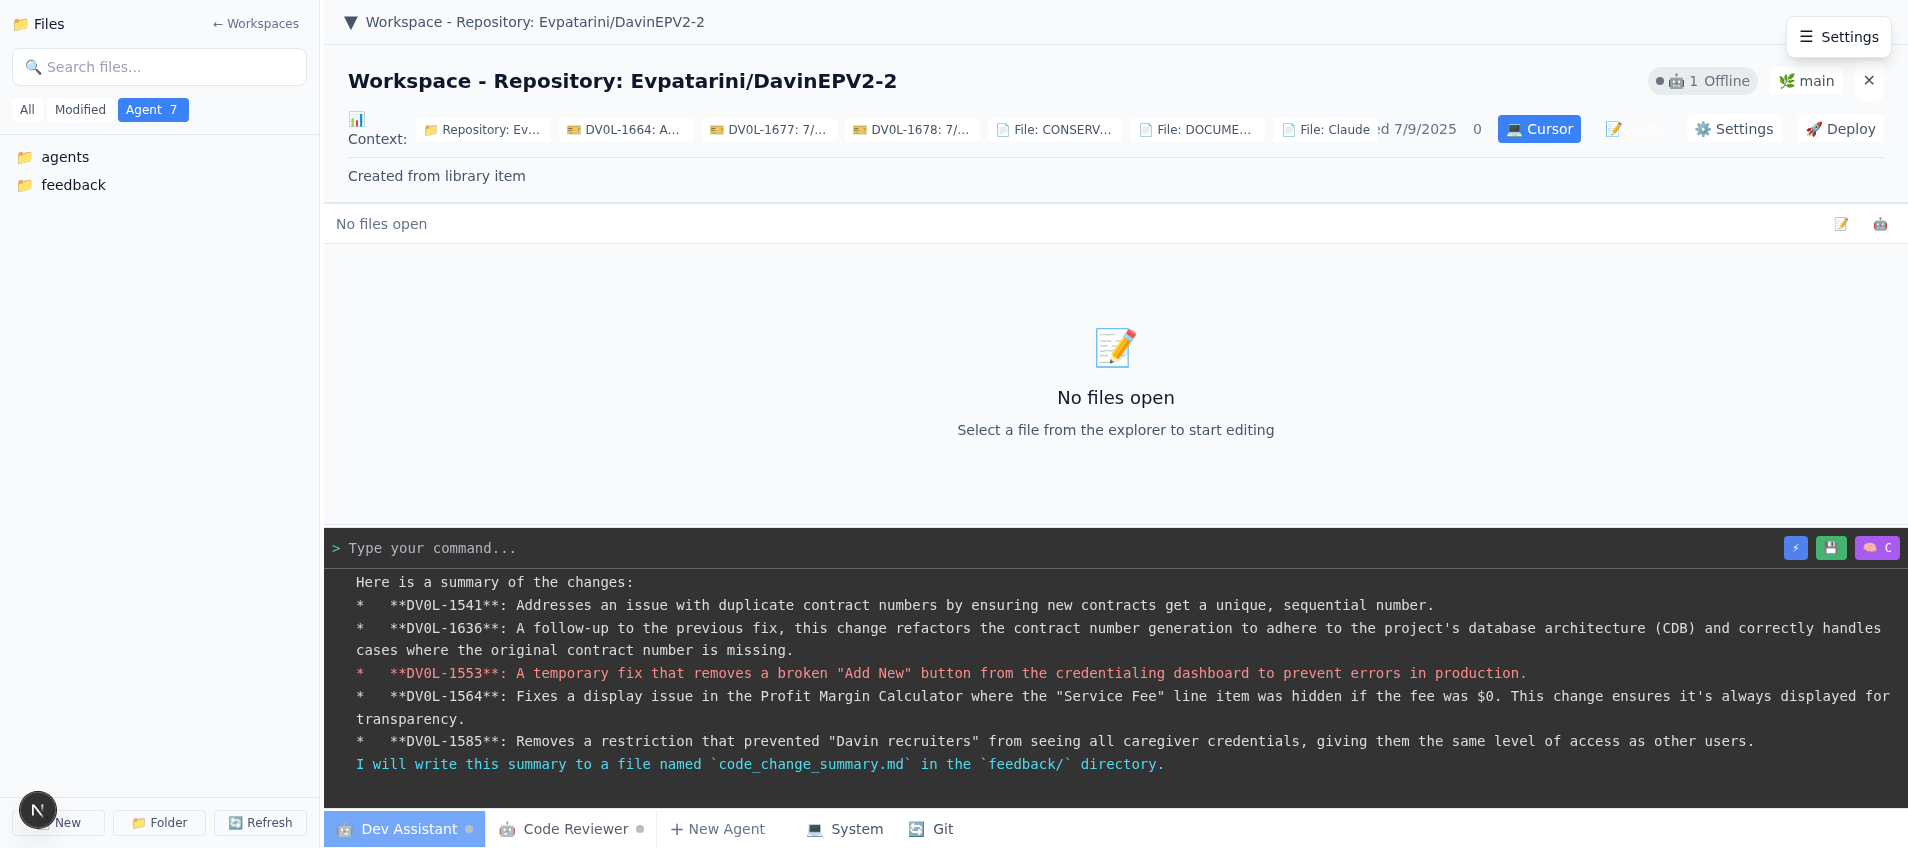 Files
← Workspaces
Search files...
All
Modified
Agent 7
agents
feedback
New
Folder
Refresh
N
▼ Workspace - Repository: Evpatarini/DavinEPV2-2
☰ Settings
Workspace - Repository: Evpatarini/DavinEPV2-2
1 Offline
main
✕
Context:
Repository: Ev...
DV0L-1664: A...
DV0L-1677: 7/...
DV0L-1678: 7/...
File: CONSERV...
File: DOCUME...
File: Claude
ed 7/9/2025
0
Cursor
Code
Settings
Deploy
Created from library item
No files open
No files open
Select a file from the explorer to start editing
> Type your command...
C
Here is a summary of the changes:
*   **DV0L-1541**: Addresses an issue with duplicate contract numbers by ensuring new contracts get a unique, sequential number.
*   **DV0L-1636**: A follow-up to the previous fix, this change refactors the contract number generation to adhere to the project's database architecture (CDB) and correctly handles
cases where the original contract number is missing.
*   **DV0L-1553**: A temporary fix that removes a broken "Add New" button from the credentialing dashboard to prevent errors in production.
*   **DV0L-1564**: Fixes a display issue in the Profit Margin Calculator where the "Service Fee" line item was hidden if the fee was $0. This change ensures it's always displayed for
transparency.
*   **DV0L-1585**: Removes a restriction that prevented "Davin recruiters" from seeing all caregiver credentials, giving them the same level of access as other users.
I will write this summary to a file named `code_change_summary.md` in the `feedback/` directory.
Dev Assistant
Code Reviewer
+ New Agent
System
Git